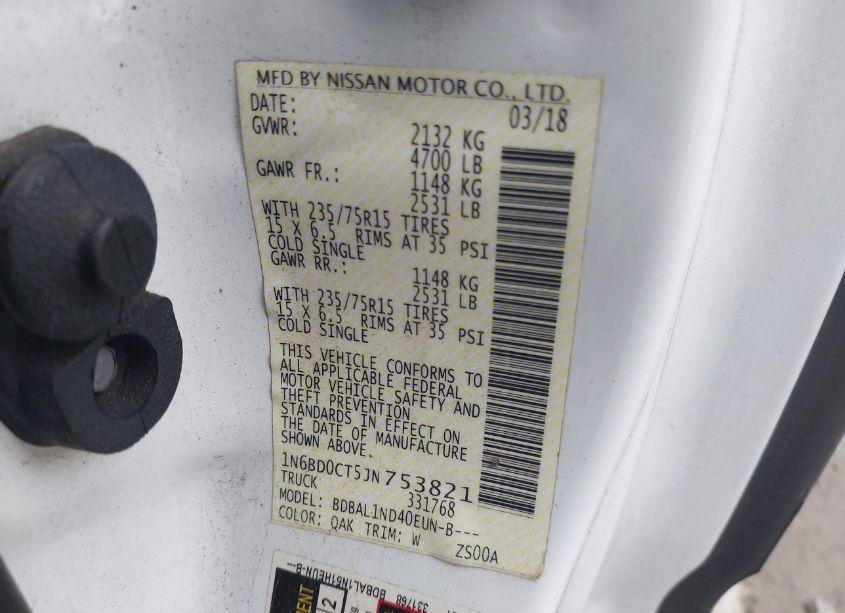 MFD BY NISSAN MOTOR CO., LTD.
DATE: 03/18
GVWR: 2132 KG
4700 LB
GAWR FR.: 1148 KG
2531 LB
WITH 235/75R15 TIRES
15 X 6.5 RIMS AT 35 PSI
COLD SINGLE
GAWR RR.: 1148 KG
2531 LB
WITH 235/75R15 TIRES
15 X 6.5 RIMS AT 35 PSI
COLD SINGLE
THIS VEHICLE CONFORMS TO
ALL APPLICABLE FEDERAL
MOTOR VEHICLE SAFETY AND
THEFT PREVENTION
STANDARDS IN EFFECT ON
THE DATE OF MANUFACTURE
SHOWN ABOVE.
1N6BD0CT5JN753821
TRUCK 331768
MODEL: BDBAL1ND40EUN-B---
COLOR: QAK TRIM: W ZS00A
331768